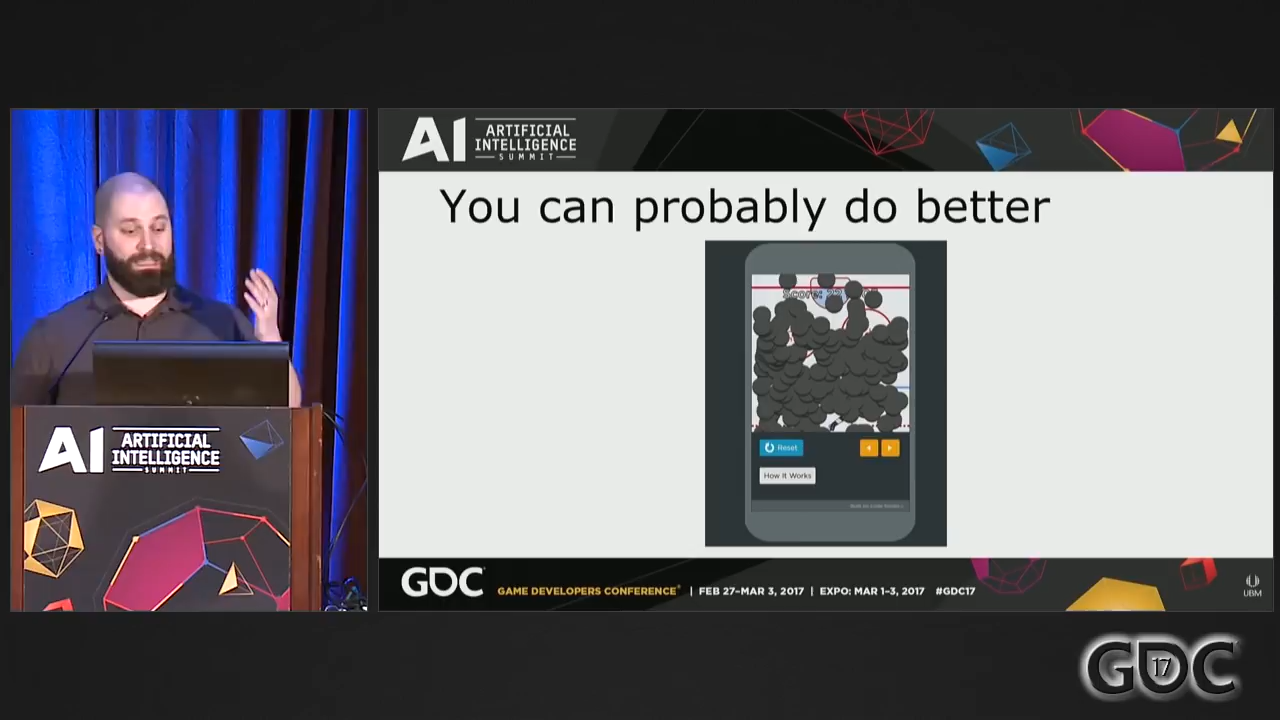 AI ARTIFICIAL
INTELLIGENCE
SUMMIT
You can probably do better
Score:
Reset
How It Works
AI ARTIFICIAL
INTELLIGENCE
SUMMIT
GDC GAME DEVELOPERS CONFERENCE® | FEB 27–MAR 3, 2017 | EXPO: MAR 1–3, 2017 #GDC17
UBM
GDC 17